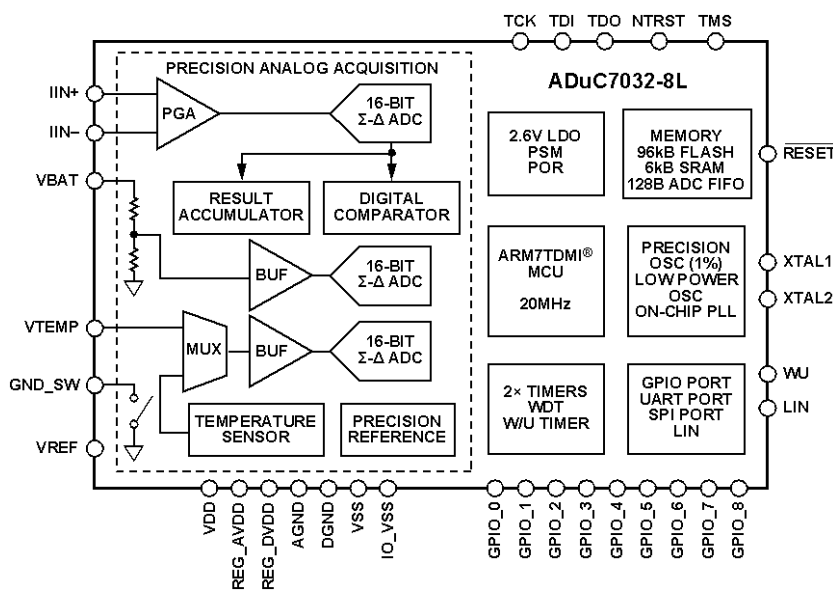 TCK TDI TDO NTRST TMS
PRECISION ANALOG ACQUISITION
ADuC7032-8L
IIN+
IIN–
VBAT
VTEMP
GND_SW
VREF
PGA
16-BIT
Σ-Δ ADC
RESULT
ACCUMULATOR
DIGITAL
COMPARATOR
BUF
16-BIT
Σ-Δ ADC
MUX
BUF
16-BIT
Σ-Δ ADC
TEMPERATURE
SENSOR
PRECISION
REFERENCE
2.6V LDO
PSM
POR
MEMORY
96kB FLASH
6kB SRAM
128B ADC FIFO
ARM7TDMI®
MCU
20MHz
PRECISION
OSC (1%)
LOW POWER
OSC
ON-CHIP PLL
2× TIMERS
WDT
W/U TIMER
GPIO PORT
UART PORT
SPI PORT
LIN
RESET
XTAL1
XTAL2
WU
LIN
VDD
REG_AVDD
REG_DVDD
AGND
DGND
VSS
IO_VSS
GPIO_0
GPIO_1
GPIO_2
GPIO_3
GPIO_4
GPIO_5
GPIO_6
GPIO_7
GPIO_8